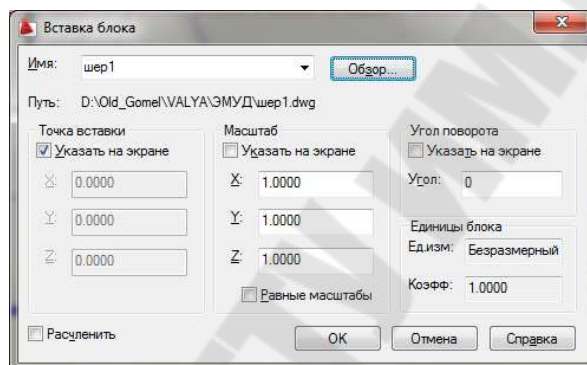 Вставка блока
Имя: шер1 Обзор...
Путь: D:\Old_Gomel\VALYA\ЭМУД\шер1.dwg
Точка вставки
Указать на экране
X: 0.0000
Y: 0.0000
Z: 0.0000
Масштаб
Указать на экране
X: 1.0000
Y: 1.0000
Z: 1.0000
Равные масштабы
Угол поворота
Указать на экране
Угол: 0
Единицы блока
Ед.изм: Безразмерный
Коэфф: 1.0000
Расчленить
OK Отмена Справка